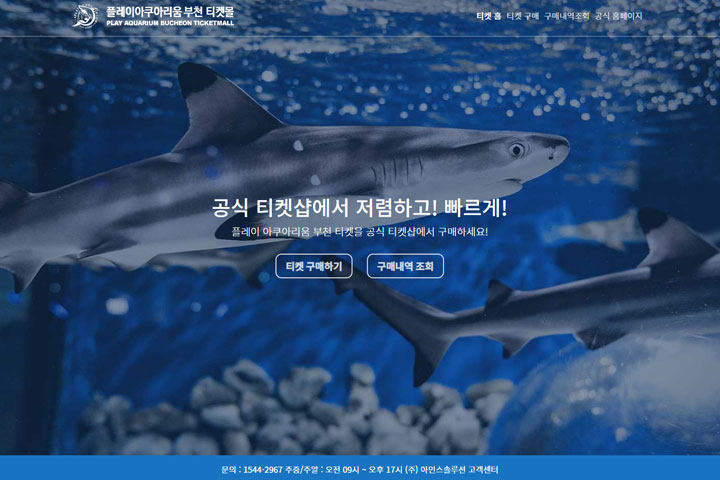 플레이아쿠아리움 부천 티켓몰
PLAY AQUARIUM BUCHEON TICKETMALL
티켓 홈 티켓 구매 구매내역조회 공식 홈페이지
공식 티켓샵에서 저렴하고! 빠르게!
플레이 아쿠아리움 부천 티켓을 공식 티켓샵에서 구매하세요!
티켓 구매하기 구매내역 조회
문의 : 1544-2967 주중/주말 : 오전 09시 ~ 오후 17시 (주) 아인스솔루션 고객센터